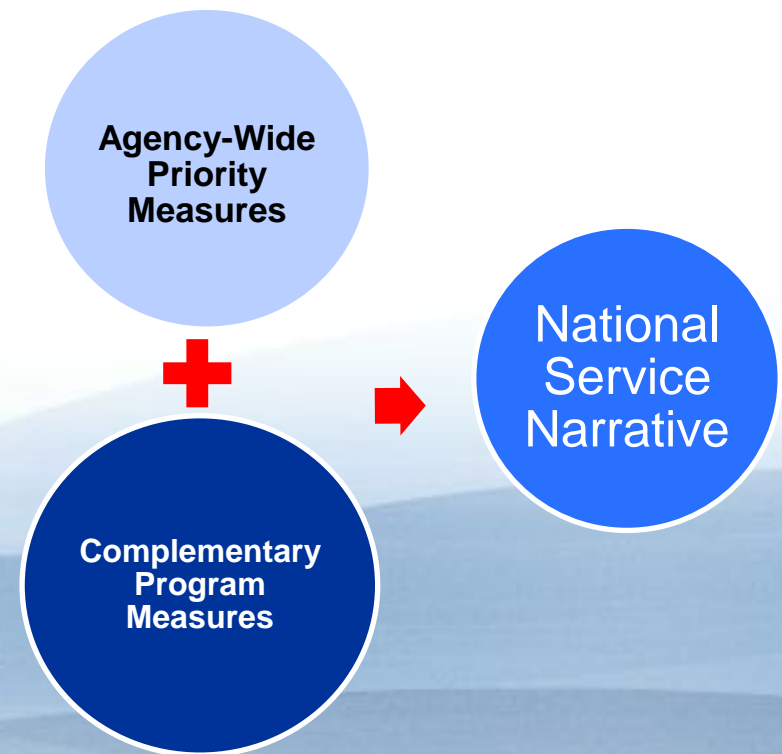 Agency-Wide
Priority
Measures
Complementary
Program
Measures
National
Service
Narrative